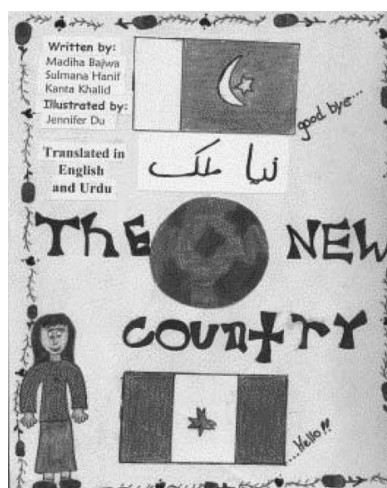 Written by:
Madiha Bajwa
Sulmana Hanif
Kanta Khalid
Illustrated by:
Jennifer Du
good bye...
Translated in
English
and Urdu
نیا ملک
The New
Country
...Hello!!